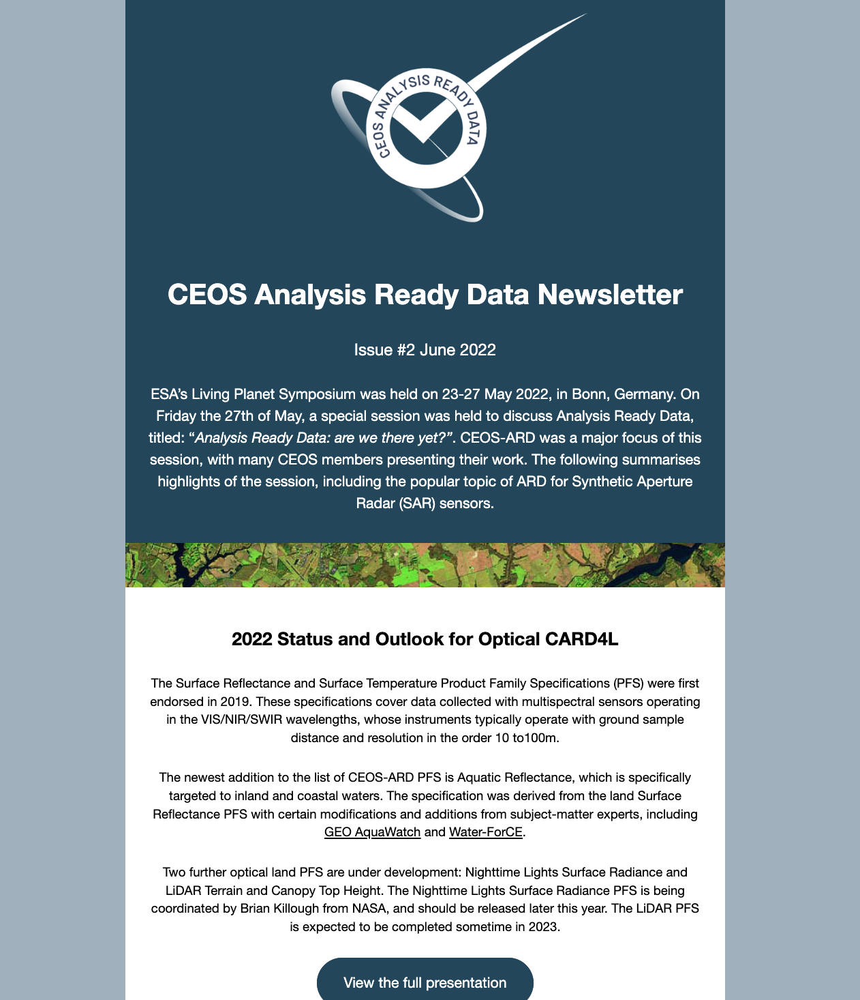 CEOS ANALYSIS READY DATA
CEOS Analysis Ready Data Newsletter
Issue #2 June 2022
ESA’s Living Planet Symposium was held on 23-27 May 2022, in Bonn, Germany. On
Friday the 27th of May, a special session was held to discuss Analysis Ready Data,
titled: “Analysis Ready Data: are we there yet?”. CEOS-ARD was a major focus of this
session, with many CEOS members presenting their work. The following summarises
highlights of the session, including the popular topic of ARD for Synthetic Aperture
Radar (SAR) sensors.
2022 Status and Outlook for Optical CARD4L
The Surface Reflectance and Surface Temperature Product Family Specifications (PFS) were first
endorsed in 2019. These specifications cover data collected with multispectral sensors operating
in the VIS/NIR/SWIR wavelengths, whose instruments typically operate with ground sample
distance and resolution in the order 10 to100m.
The newest addition to the list of CEOS-ARD PFS is Aquatic Reflectance, which is specifically
targeted to inland and coastal waters. The specification was derived from the land Surface
Reflectance PFS with certain modifications and additions from subject-matter experts, including
GEO AquaWatch and Water-ForCE.
Two further optical land PFS are under development: Nighttime Lights Surface Radiance and
LiDAR Terrain and Canopy Top Height. The Nighttime Lights Surface Radiance PFS is being
coordinated by Brian Killough from NASA, and should be released later this year. The LiDAR PFS
is expected to be completed sometime in 2023.
View the full presentation